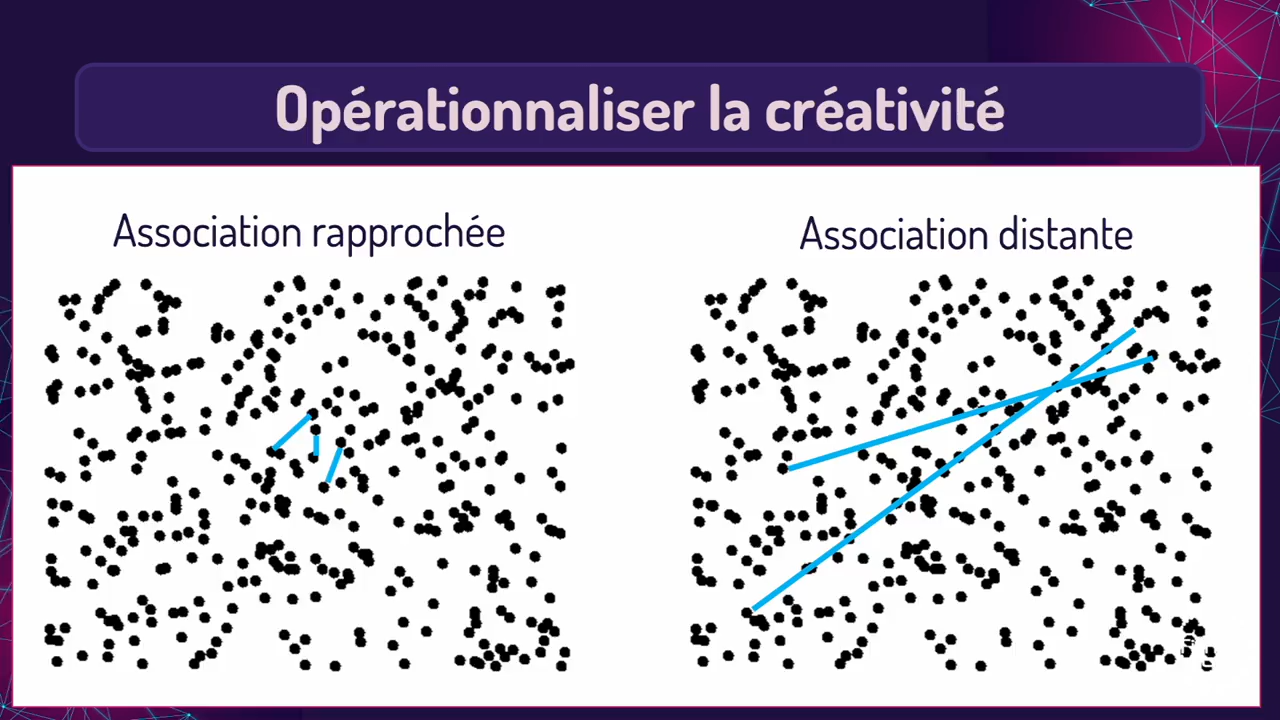 Opérationnaliser la créativité
Association rapprochée
Association distante